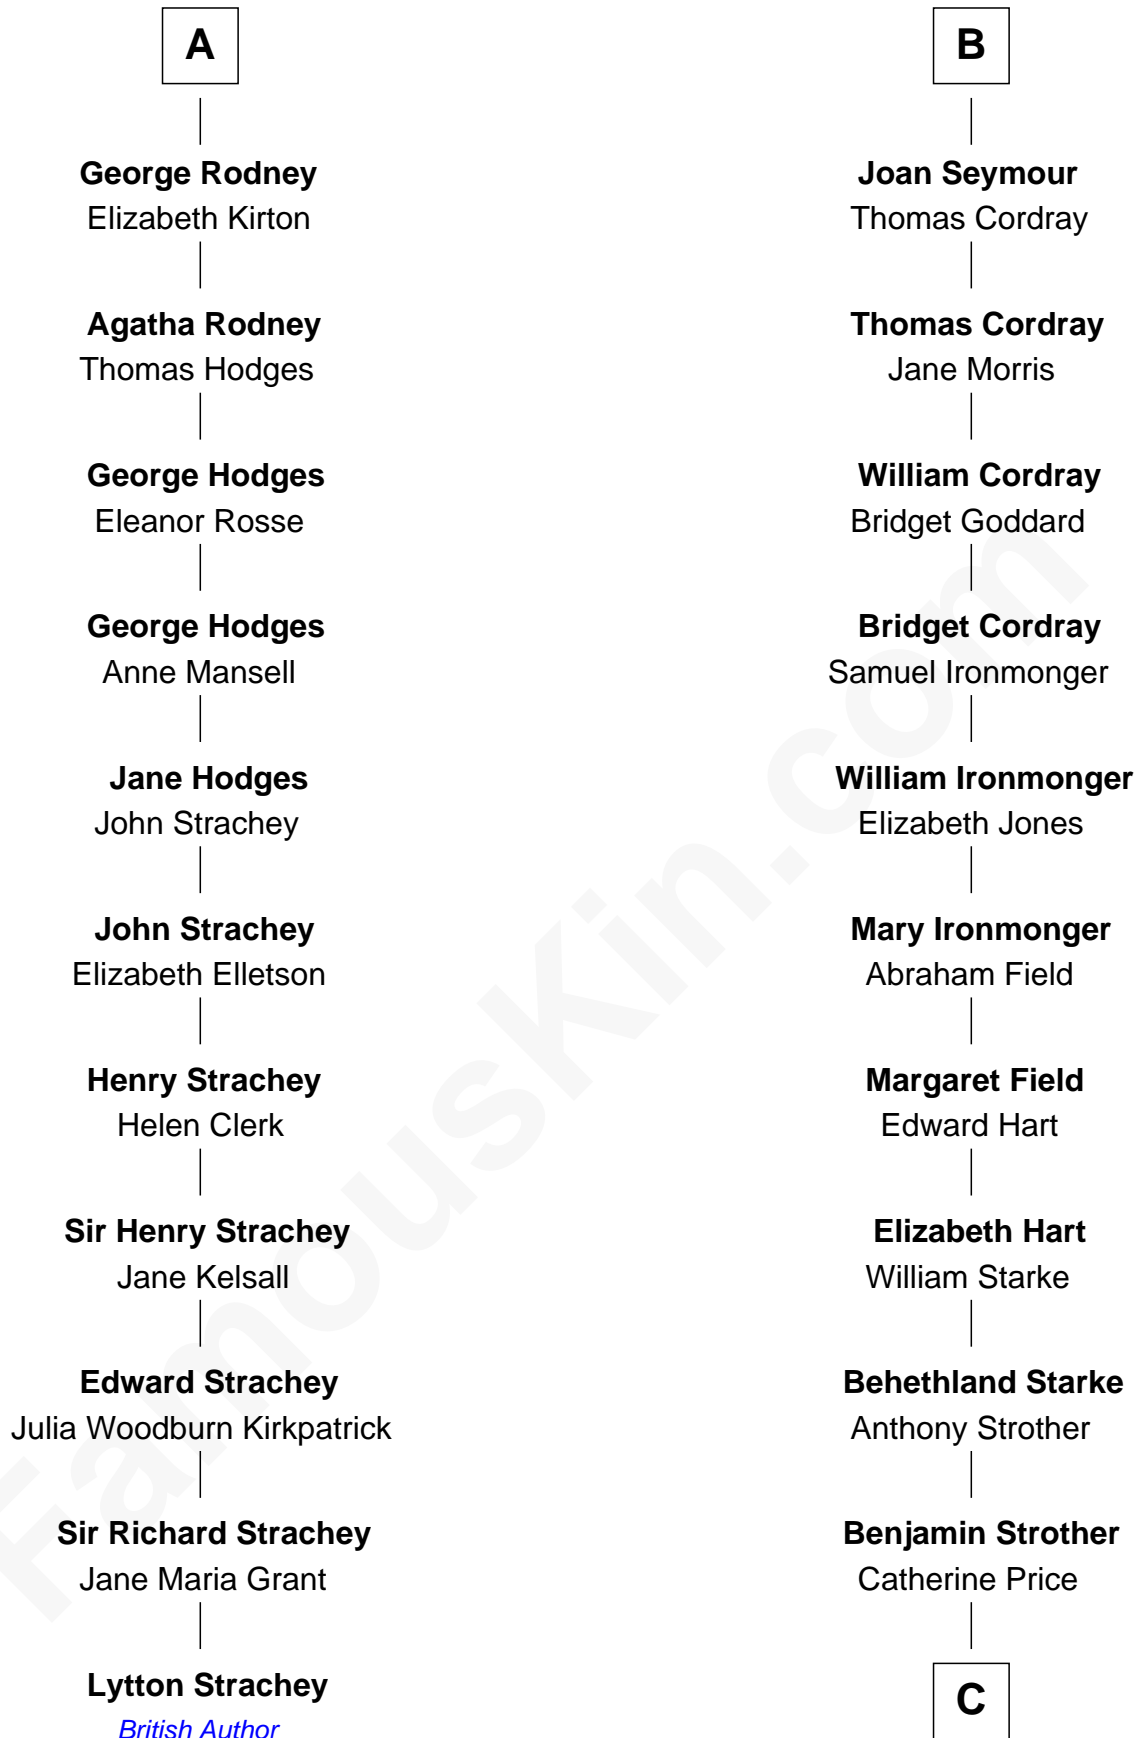 A
George Rodney
Elizabeth Kirton
Agatha Rodney
Thomas Hodges
George Hodges
Eleanor Rosse
George Hodges
Anne Mansell
Jane Hodges
John Strachey
John Strachey
Elizabeth Elletson
Henry Strachey
Helen Clerk
Sir Henry Strachey
Jane Kelsall
Edward Strachey
Julia Woodburn Kirkpatrick
Sir Richard Strachey
Jane Maria Grant
Lytton Strachey
British Author
B
Joan Seymour
Thomas Cordray
Thomas Cordray
Jane Morris
William Cordray
Bridget Goddard
Bridget Cordray
Samuel Ironmonger
William Ironmonger
Elizabeth Jones
Mary Ironmonger
Abraham Field
Margaret Field
Edward Hart
Elizabeth Hart
William Starke
Behethland Starke
Anthony Strother
Benjamin Strother
Catherine Price
C
FamousKin.com